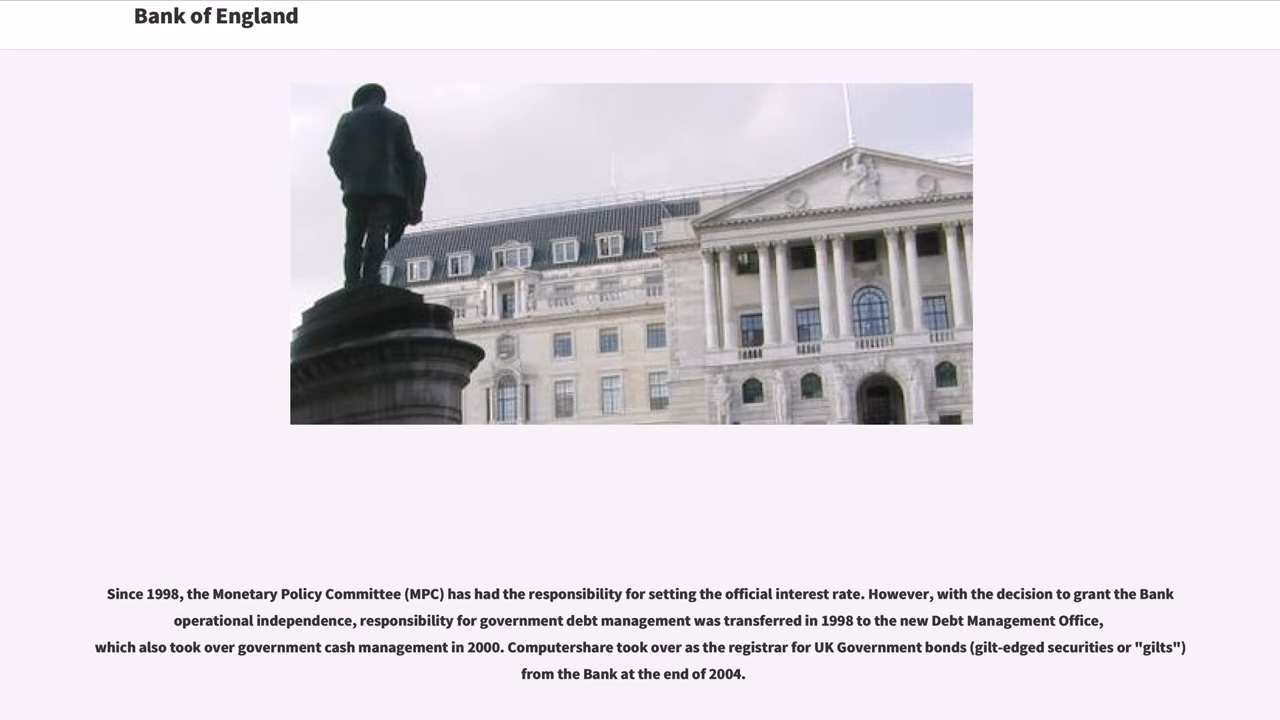 Bank of England
Since 1998, the Monetary Policy Committee (MPC) has had the responsibility for setting the official interest rate. However, with the decision to grant the Bank
operational independence, responsibility for government debt management was transferred in 1998 to the new Debt Management Office,
which also took over government cash management in 2000. Computershare took over as the registrar for UK Government bonds (gilt-edged securities or "gilts")
from the Bank at the end of 2004.